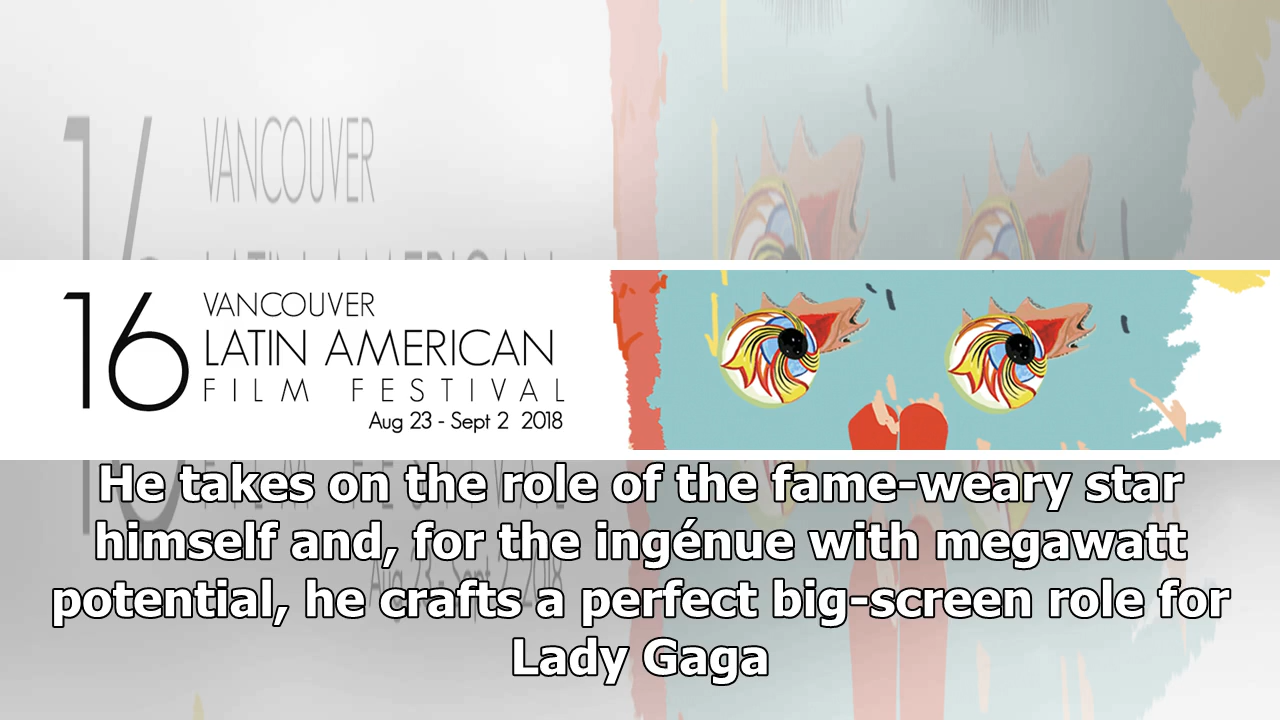 VANCOUVER
16
VANCOUVER
LATIN AMERICAN
FILM FESTIVAL
Aug 23 - Sept 2 2018
He takes on the role of the fame-weary star
himself and, for the ingénue with megawatt
potential, he crafts a perfect big-screen role for
Lady Gaga